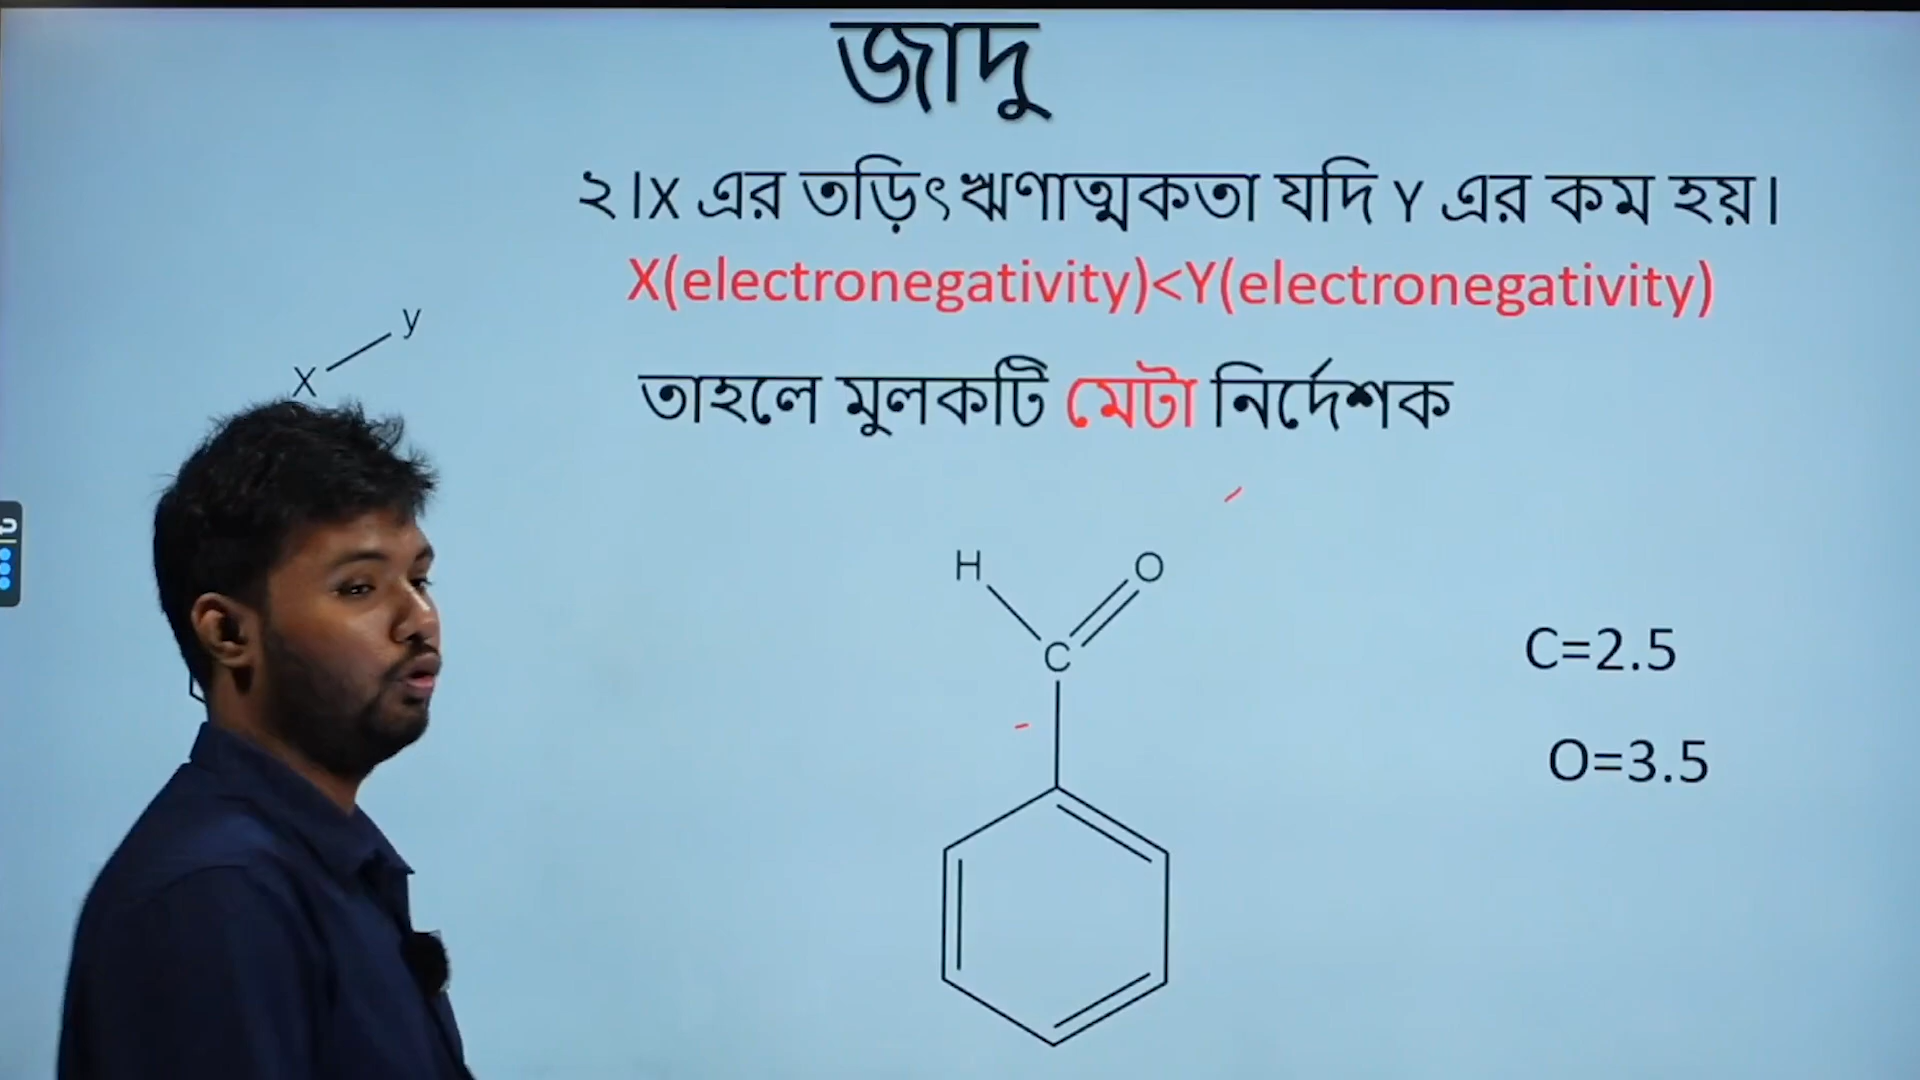 জাদু
২।X এর তড়িৎঋণাত্মকতা যদি Y এর কম হয়।
X(electronegativity)<Y(electronegativity)
তাহলে মুলকটি মেটা নির্দেশক
y
X
H
O
C
C=2.5
O=3.5